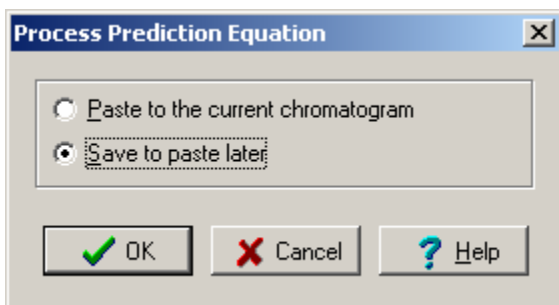 Process Prediction Equation
Paste to the current chromatogram
Save to paste later
OK Cancel Help